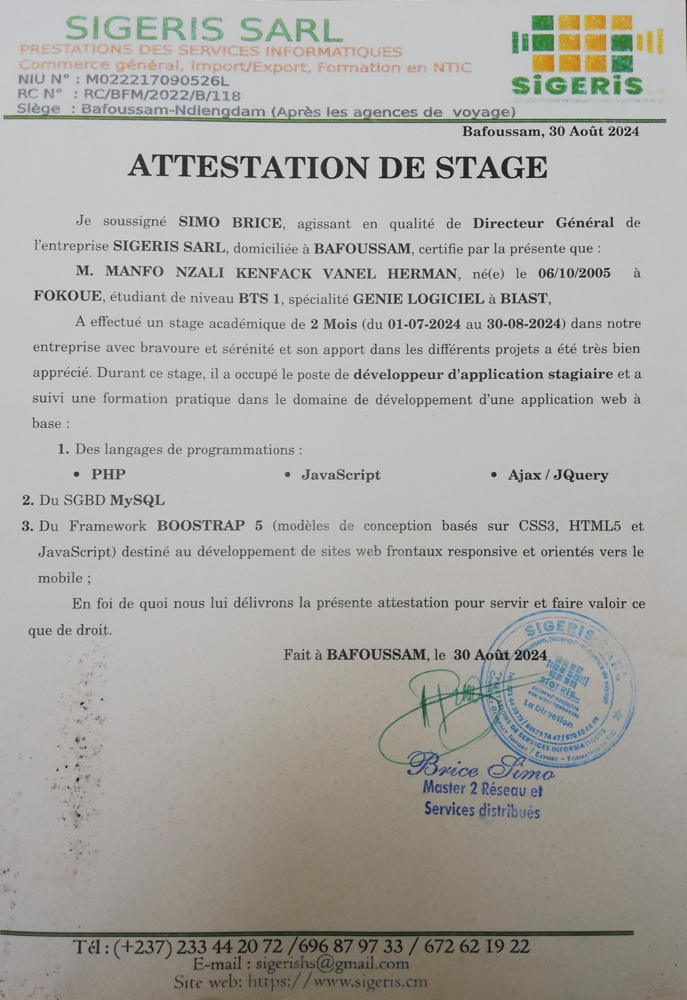 SIGERIS SARL
PRESTATIONS DES SERVICES INFORMATIQUES
Commerce général, Import/Export, Formation en NTIC
NIU N° : M022217090526L
RC N° : RC/BFM/2022/B/118
Siège : Bafoussam-Ndiengdam (Après les agences de voyage)
SiGERiS SARL
Bafoussam, 30 Août 2024
ATTESTATION DE STAGE
Je soussigné SIMO BRICE, agissant en qualité de Directeur Général de
l'entreprise SIGERIS SARL, domiciliée à BAFOUSSAM, certifie par la présente que :
M. MANFO NZALI KENFACK VANEL HERMAN, né(e) le 06/10/2005 à
FOKOUE, étudiant de niveau BTS 1, spécialité GENIE LOGICIEL à BIAST,
A effectué un stage académique de 2 Mois (du 01-07-2024 au 30-08-2024) dans notre
entreprise avec bravoure et sérénité et son apport dans les différents projets a été très bien
apprécié. Durant ce stage, il a occupé le poste de développeur d'application stagiaire et a
suivi une formation pratique dans le domaine de développement d'une application web à
base :
1. Des langages de programmations :
• PHP • JavaScript • Ajax / JQuery
2. Du SGBD MySQL
3. Du Framework BOOSTRAP 5 (modèles de conception basés sur CSS3, HTML5 et
JavaScript) destiné au développement de sites web frontaux responsive et orientés vers le
mobile ;
En foi de quoi nous lui délivrons la présente attestation pour servir et faire valoir ce
que de droit.
Fait à BAFOUSSAM, le 30 Août 2024
SIGERIS SARL
Ndiengdam: Agence de voyage
SIGERIS
RC/BFM/2022/B/118
La Direction
Tel: 233 44 20 72 / 691 29 74 47 / 670 62 46 49
PRESTATIONS DE SERVICES INFORMATIQUES
COMMERCE GÉNÉRAL - IMPORT / EXPORT - FORMATION EN TIC
Brice Simo
Master 2 Réseau et
Services distribués
Tél : (+237) 233 44 20 72 /696 87 97 33 / 672 62 19 22
E-mail : sigerishs@gmail.com
Site web: https://www.sigeris.cm